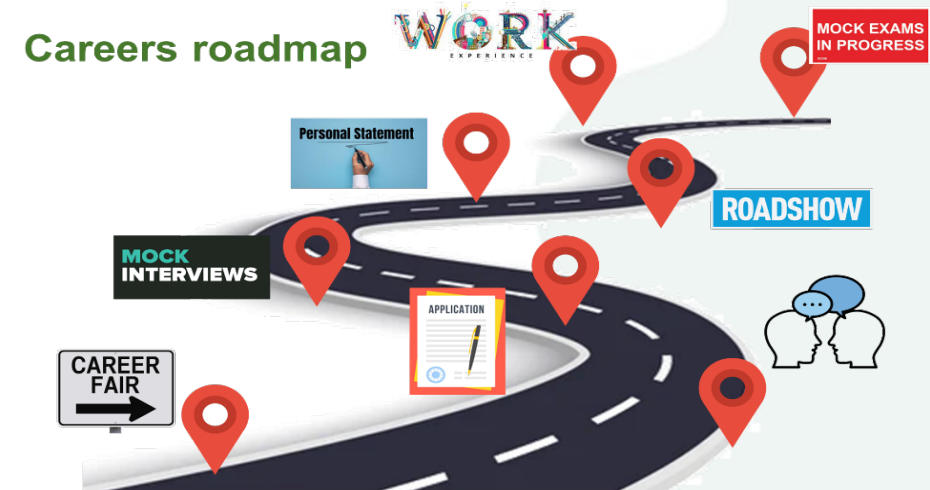 Careers roadmap
WORK
EXPERIENCE
MOCK EXAMS
IN PROGRESS
Personal Statement
ROADSHOW
MOCK
INTERVIEWS
APPLICATION
CAREER
FAIR